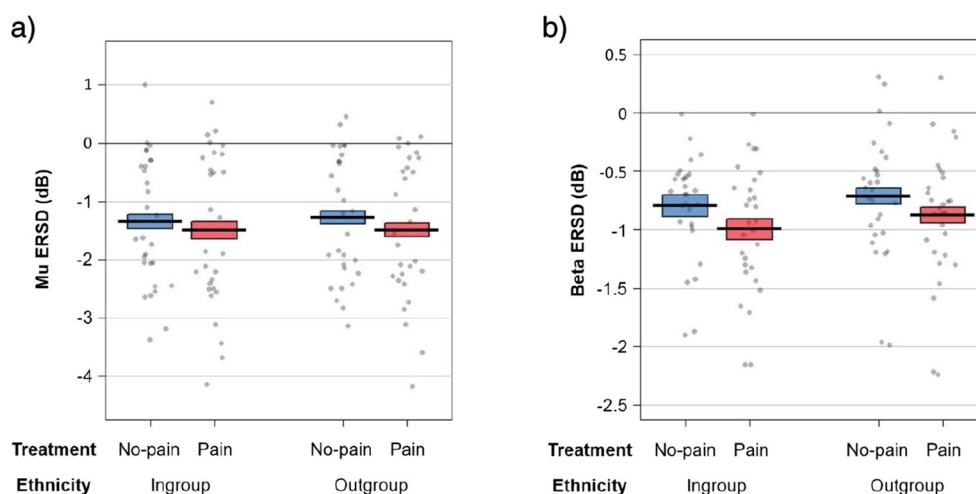 a)
Mu ERSD (dB)
1
0
-1
-2
-3
-4
Treatment No-pain Pain No-pain Pain
Ethnicity Ingroup Outgroup
b)
Beta ERSD (dB)
0.5
0
-0.5
-1
-1.5
-2
-2.5
Treatment No-pain Pain No-pain Pain
Ethnicity Ingroup Outgroup